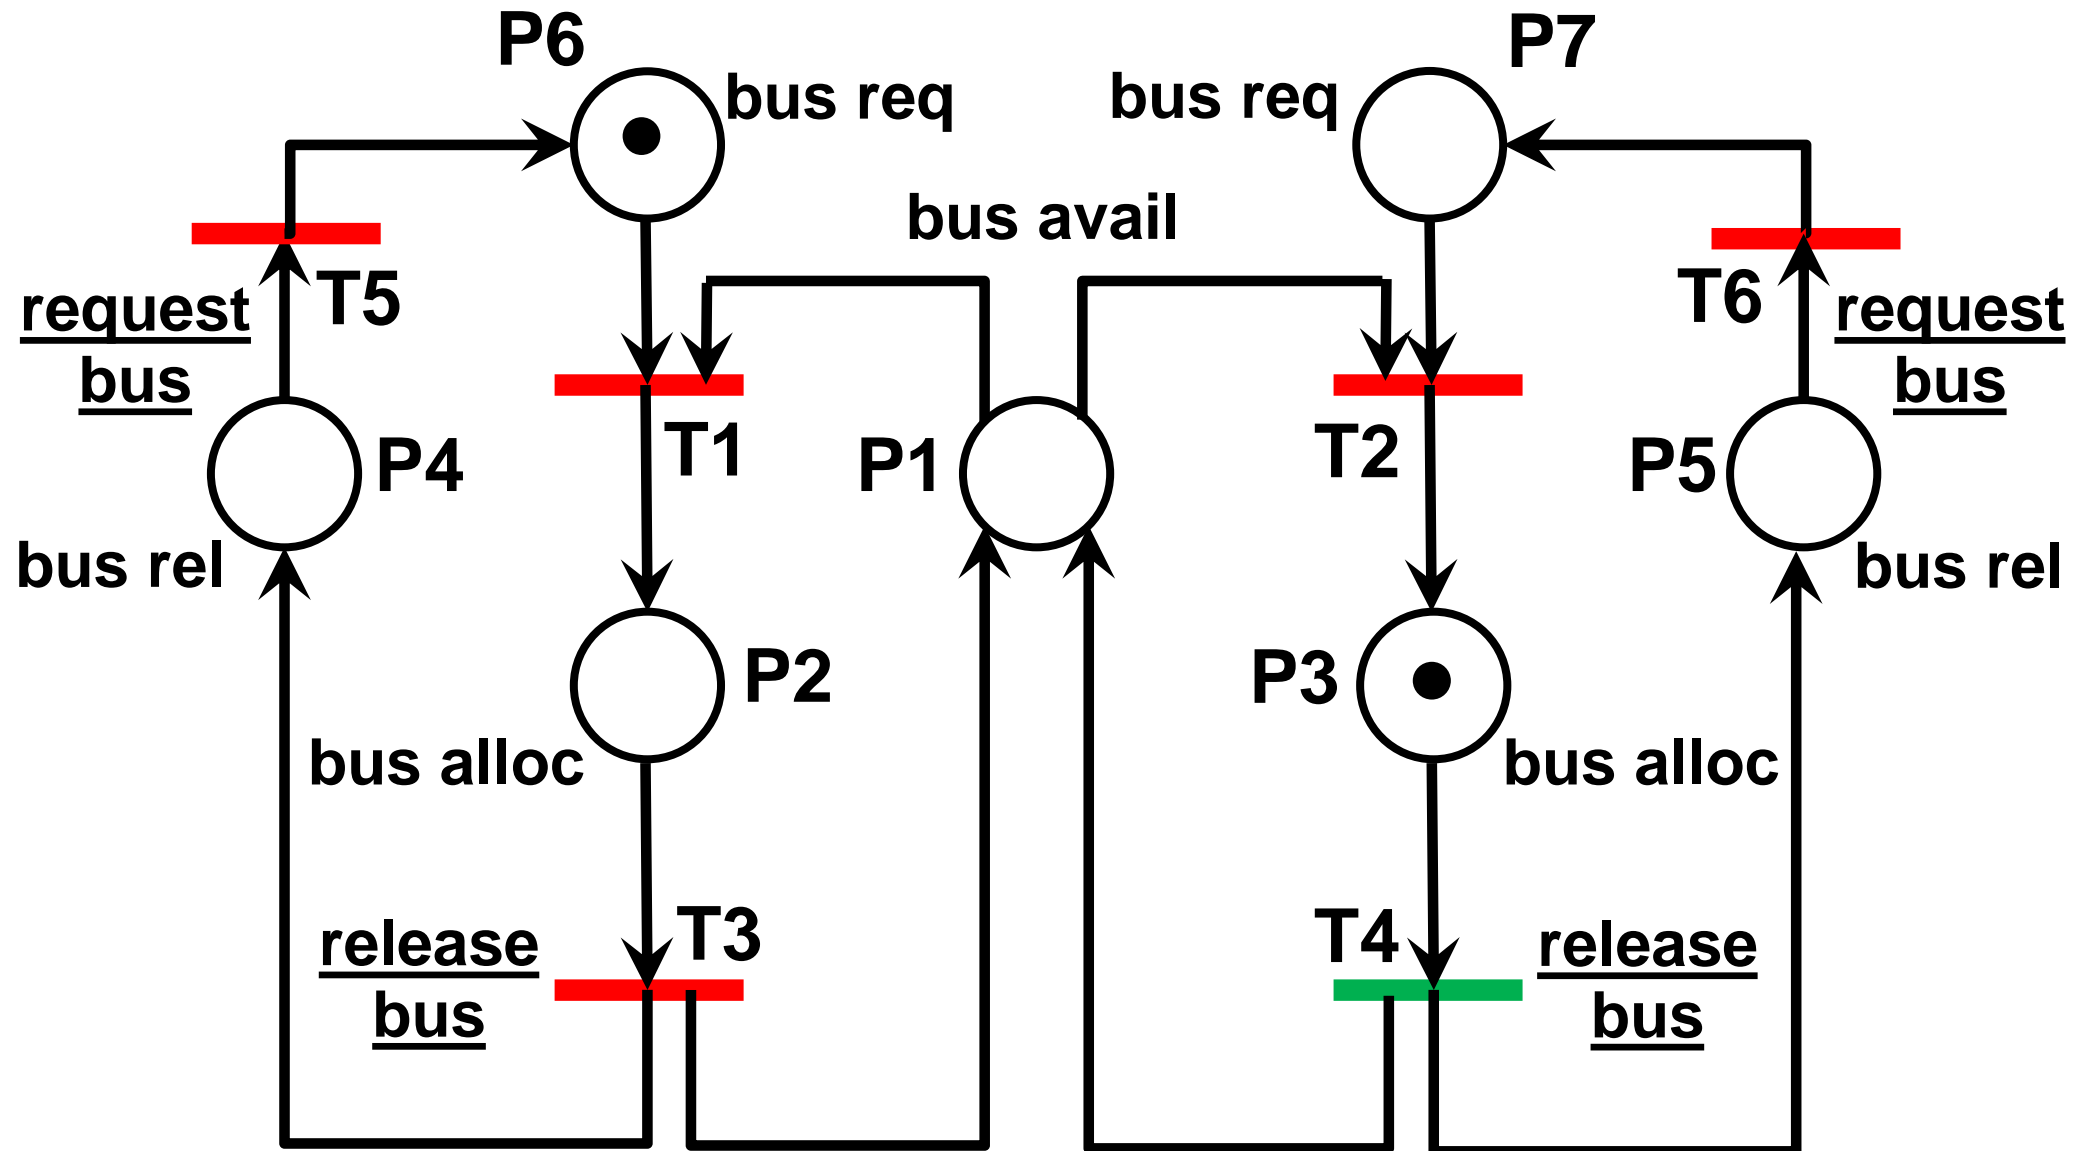 P6
P7
bus req
bus req
bus avail
T5
T6
request
bus
request
bus
T1
T2
P4
P1
P5
bus rel
bus rel
P2
P3
bus alloc
bus alloc
T3
T4
release
bus
release
bus